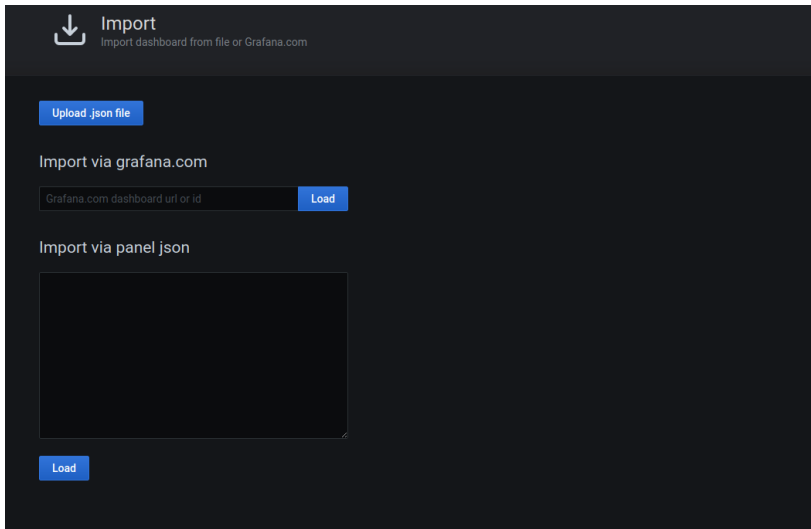 Import
Import dashboard from file or Grafana.com
Upload .json file
Import via grafana.com
Grafana.com dashboard url or id
Load
Import via panel json
Load